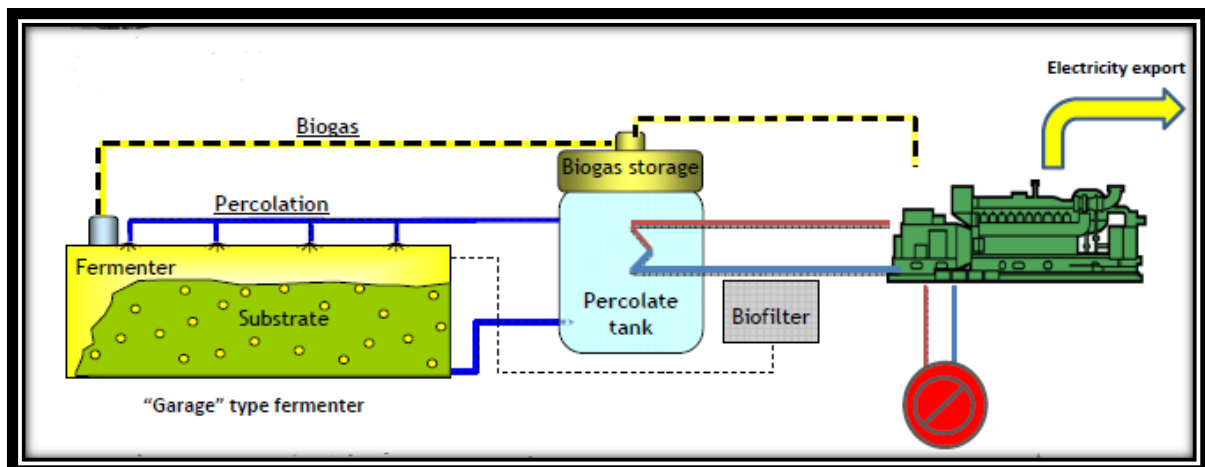 Electricity export
Biogas
Biogas storage
Percolation
Fermenter
Substrate
Percolate
tank
Biofilter
“Garage” type fermenter